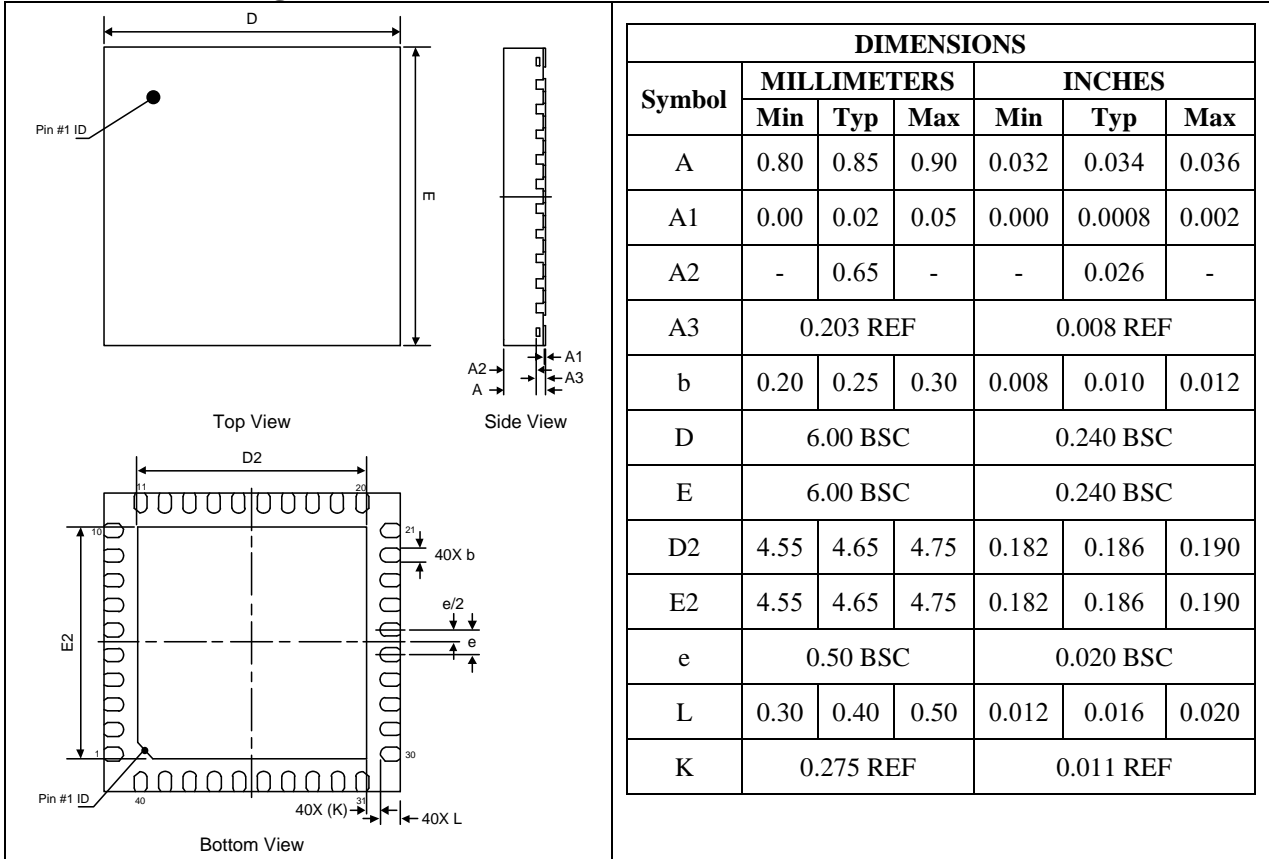 D
Pin #1 ID
E
A1
A2
A3
A
Top View
Side View
D2
11
20
10
21
40X b
e/2
e
E2
1
30
Pin #1 ID
40
31
40X (K)
40X L
Bottom View
DIMENSIONS
Symbol MILLIMETERS INCHES
Min Typ Max Min Typ Max
A 0.80 0.85 0.90 0.032 0.034 0.036
A1 0.00 0.02 0.05 0.000 0.0008 0.002
A2 - 0.65 - - 0.026 -
A3 0.203 REF 0.008 REF
b 0.20 0.25 0.30 0.008 0.010 0.012
D 6.00 BSC 0.240 BSC
E 6.00 BSC 0.240 BSC
D2 4.55 4.65 4.75 0.182 0.186 0.190
E2 4.55 4.65 4.75 0.182 0.186 0.190
e 0.50 BSC 0.020 BSC
L 0.30 0.40 0.50 0.012 0.016 0.020
K 0.275 REF 0.011 REF